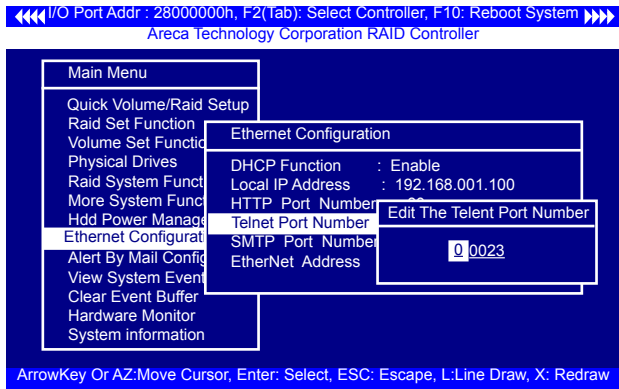 I/O Port Addr : 28000000h, F2(Tab): Select Controller, F10: Reboot System
Areca Technology Corporation RAID Controller
Main Menu
Quick Volume/Raid Setup
Raid Set Function
Volume Set Functio
Physical Drives
Raid System Funct
More System Func
Hdd Power Manage
Ethernet Configurati
Alert By Mail Config
View System Event
Clear Event Buffer
Hardware Monitor
System information
Ethernet Configuration
DHCP Function : Enable
Local IP Address : 192.168.001.100
HTTP Port Number
Telnet Port Number
SMTP Port Number
EtherNet Address
Edit The Telent Port Number
0 0023
ArrowKey Or AZ:Move Cursor, Enter: Select, ESC: Escape, L:Line Draw, X: Redraw